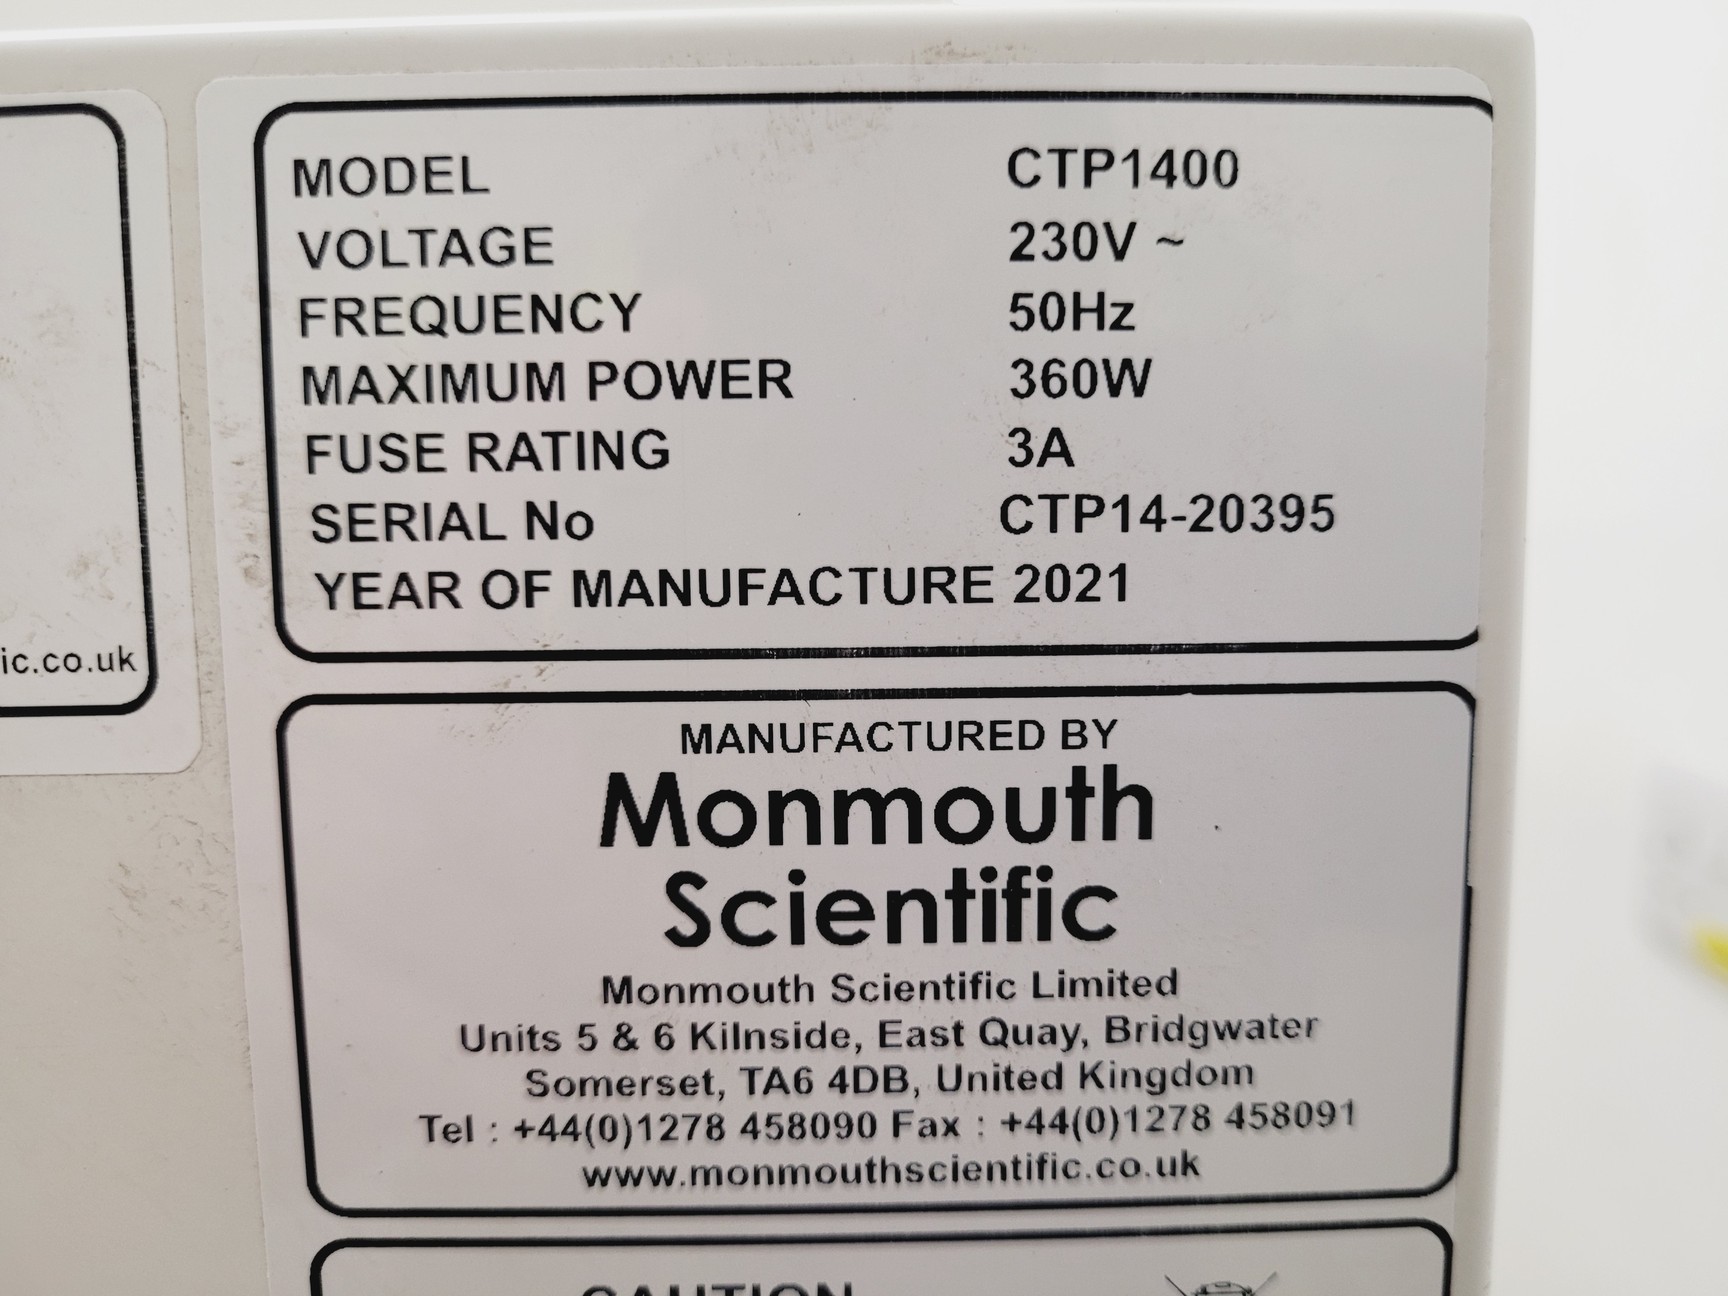 MODEL CTP1400
VOLTAGE 230V ~
FREQUENCY 50Hz
MAXIMUM POWER 360W
FUSE RATING 3A
SERIAL No CTP14-20395
YEAR OF MANUFACTURE 2021
ic.co.uk
MANUFACTURED BY
Monmouth
Scientific
Monmouth Scientific Limited
Units 5 & 6 Kilnside, East Quay, Bridgwater
Somerset, TA6 4DB, United Kingdom
Tel : +44(0)1278 458090 Fax : +44(0)1278 458091
www.monmouthscientific.co.uk
CAUTION